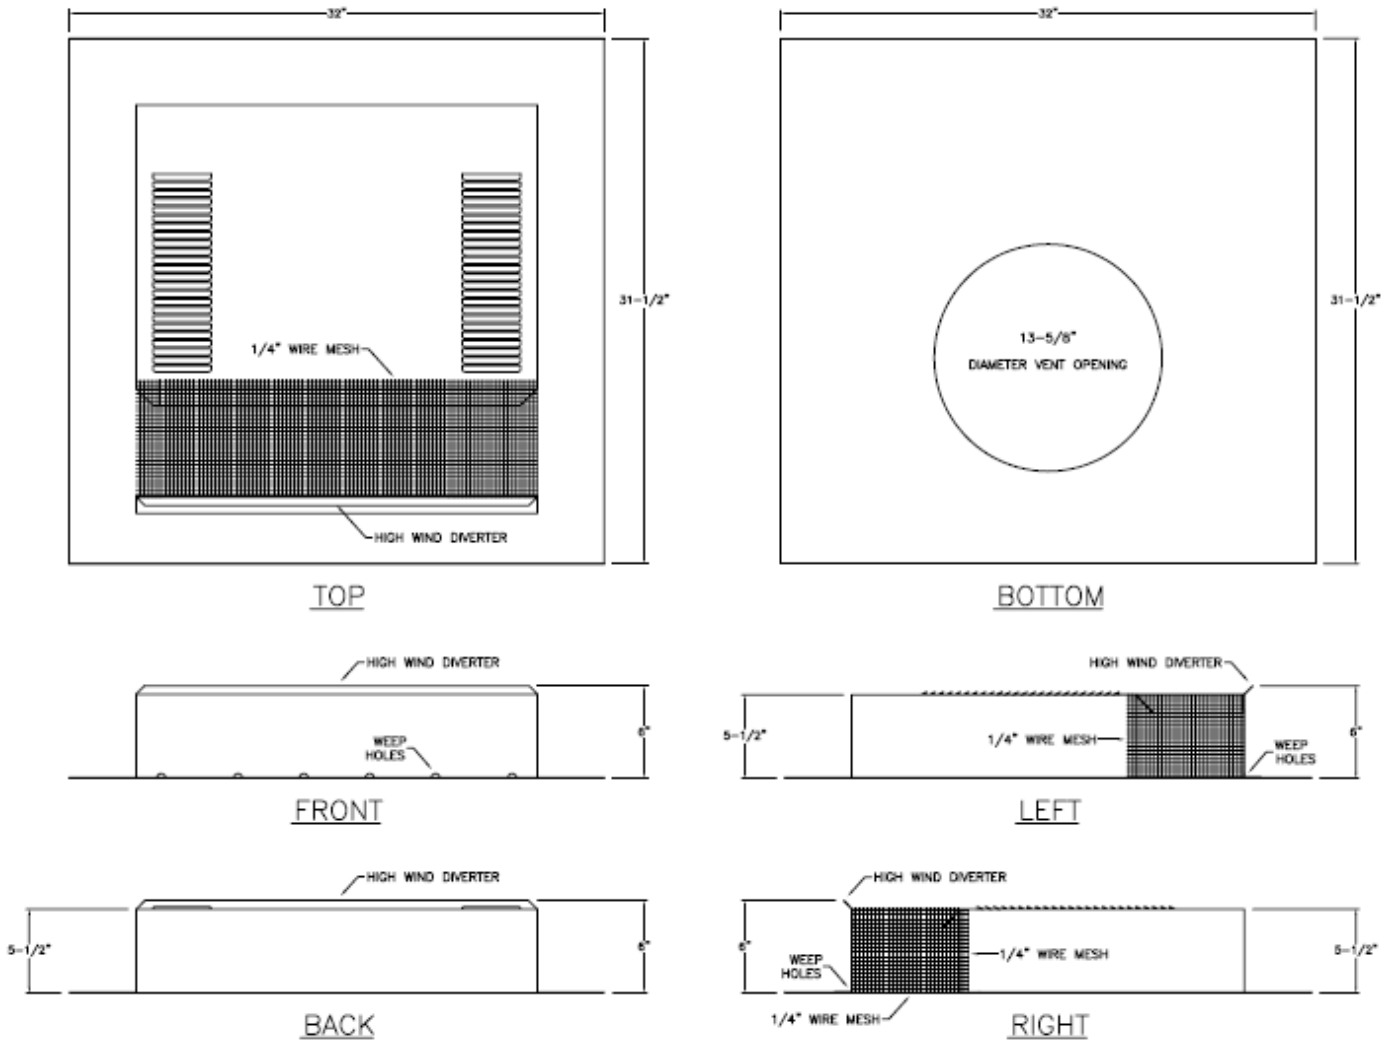 32"
32"
31-1/2"
31-1/2"
1/4" WIRE MESH
13-5/8"
DIAMETER VENT OPENING
HIGH WIND DIVERTER
TOP
BOTTOM
HIGH WIND DIVERTER
HIGH WIND DIVERTER
WEEP
HOLES
6"
5-1/2"
1/4" WIRE MESH
6"
WEEP
HOLES
FRONT
LEFT
HIGH WIND DIVERTER
HIGH WIND DIVERTER
5-1/2"
6"
6"
WEEP
HOLES
1/4" WIRE MESH
5-1/2"
1/4" WIRE MESH
BACK
RIGHT